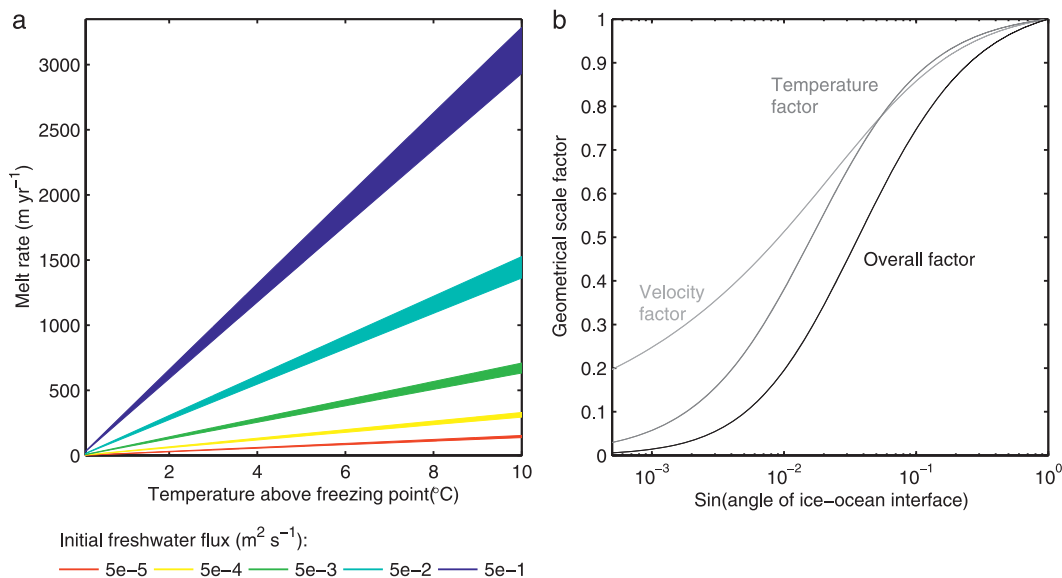 a
Melt rate (m yr⁻¹)
3000
2500
2000
1500
1000
500
0
2
4
6
8
10
Temperature above freezing point(°C)
Initial freshwater flux (m² s⁻¹):
5e−5 5e−4 5e−3 5e−2 5e−1
b
Geometrical scale factor
1
0.9
0.8
0.7
0.6
0.5
0.4
0.3
0.2
0.1
0
Temperature
factor
Overall factor
Velocity
factor
10⁻³
10⁻²
10⁻¹
10⁰
Sin(angle of ice−ocean interface)